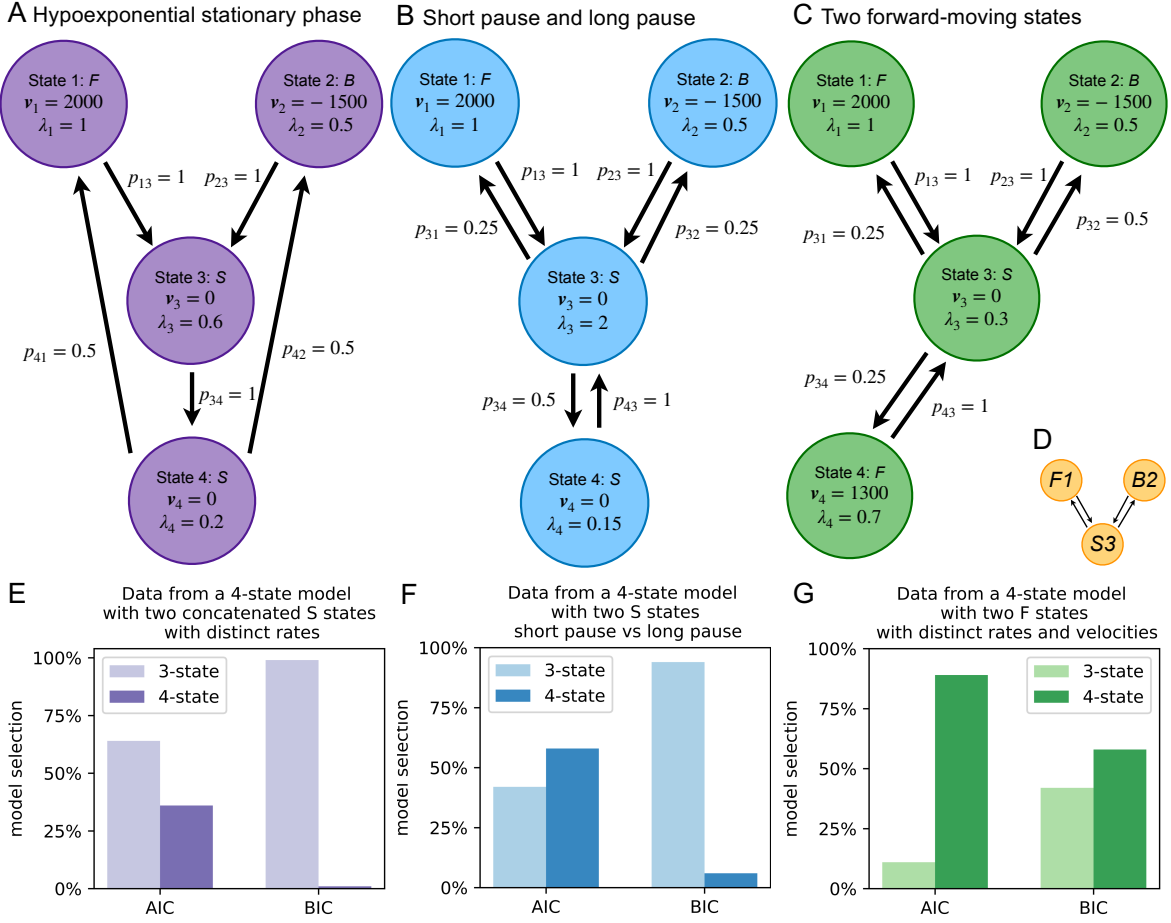 A Hypoexponential stationary phase
State 1: F
v₁ = 2000
λ₁ = 1
State 2: B
v₂ = − 1500
λ₂ = 0.5
p₁₃ = 1
p₂₃ = 1
State 3: S
v₃ = 0
λ₃ = 0.6
p₄₁ = 0.5
p₄₂ = 0.5
p₃₄ = 1
State 4: S
v₄ = 0
λ₄ = 0.2
B Short pause and long pause
State 1: F
v₁ = 2000
λ₁ = 1
State 2: B
v₂ = − 1500
λ₂ = 0.5
p₁₃ = 1
p₂₃ = 1
p₃₁ = 0.25
p₃₂ = 0.25
State 3: S
v₃ = 0
λ₃ = 2
p₃₄ = 0.5
p₄₃ = 1
State 4: S
v₄ = 0
λ₄ = 0.15
C Two forward-moving states
State 1: F
v₁ = 2000
λ₁ = 1
State 2: B
v₂ = − 1500
λ₂ = 0.5
p₁₃ = 1
p₂₃ = 1
p₃₁ = 0.25
p₃₂ = 0.5
State 3: S
v₃ = 0
λ₃ = 0.3
p₃₄ = 0.25
p₄₃ = 1
State 4: F
v₄ = 1300
λ₄ = 0.7
D
F1
B2
S3
E
Data from a 4-state model
with two concatenated S states
with distinct rates
100%
75%
50%
25%
0%
model selection
3-state
4-state
AIC
BIC
F
Data from a 4-state model
with two S states
short pause vs long pause
100%
75%
50%
25%
0%
model selection
3-state
4-state
AIC
BIC
G
Data from a 4-state model
with two F states
with distinct rates and velocities
100%
75%
50%
25%
0%
model selection
3-state
4-state
AIC
BIC